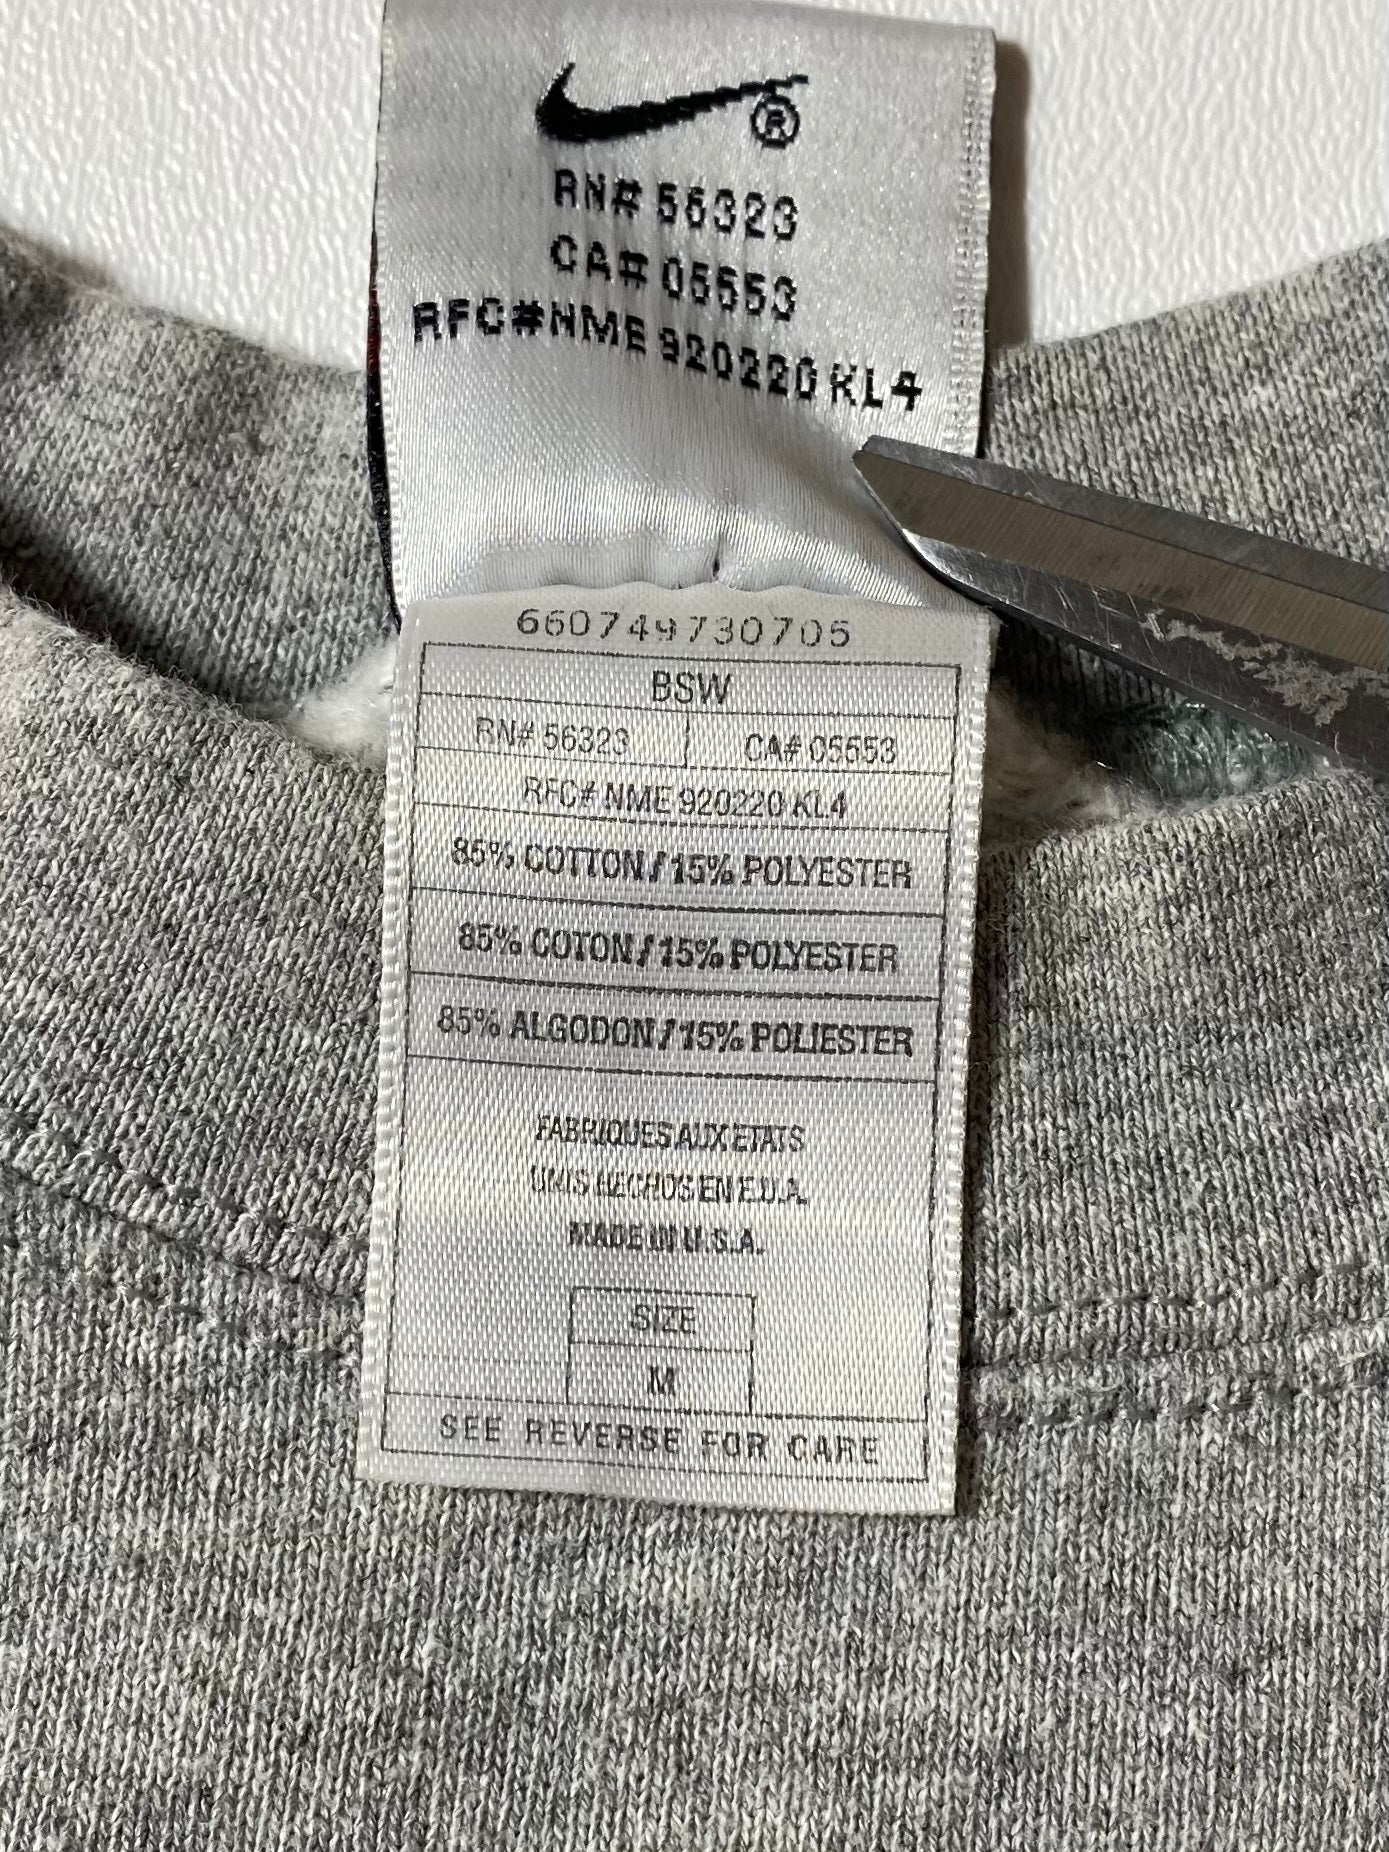 ®
RN# 56323
CA# 05553
RFC#NME 920220 KL4
660749730705
BSW
RN# 56323 CA# 05553
RFC# NME 920220 KL4
85% COTTON/15% POLYESTER
85% COTON/15% POLYESTER
85% ALGODON/15% POLIESTER
FABRIQUES AUX ETATS
UNIS HECHOS EN E.U.A.
MADE IN U.S.A.
SIZE
M
SEE REVERSE FOR CARE